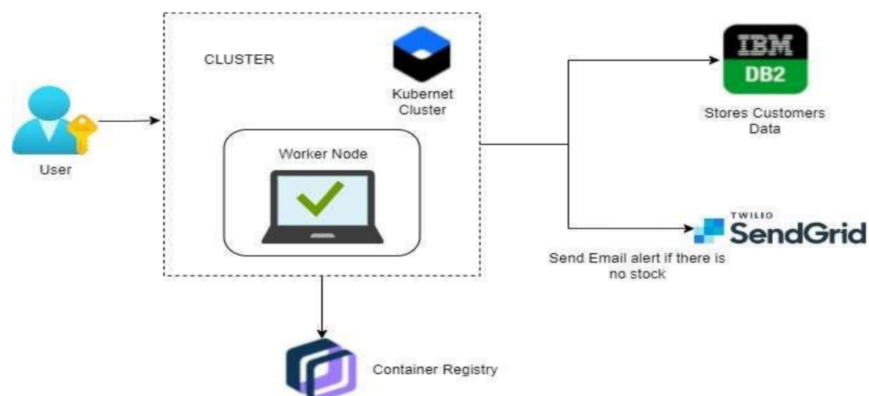 CLUSTER
Kubernet
Cluster
Worker Node
User
IBM
DB2
Stores Customers
Data
TWILIO
SendGrid
Send Email alert if there is
no stock
Container Registry